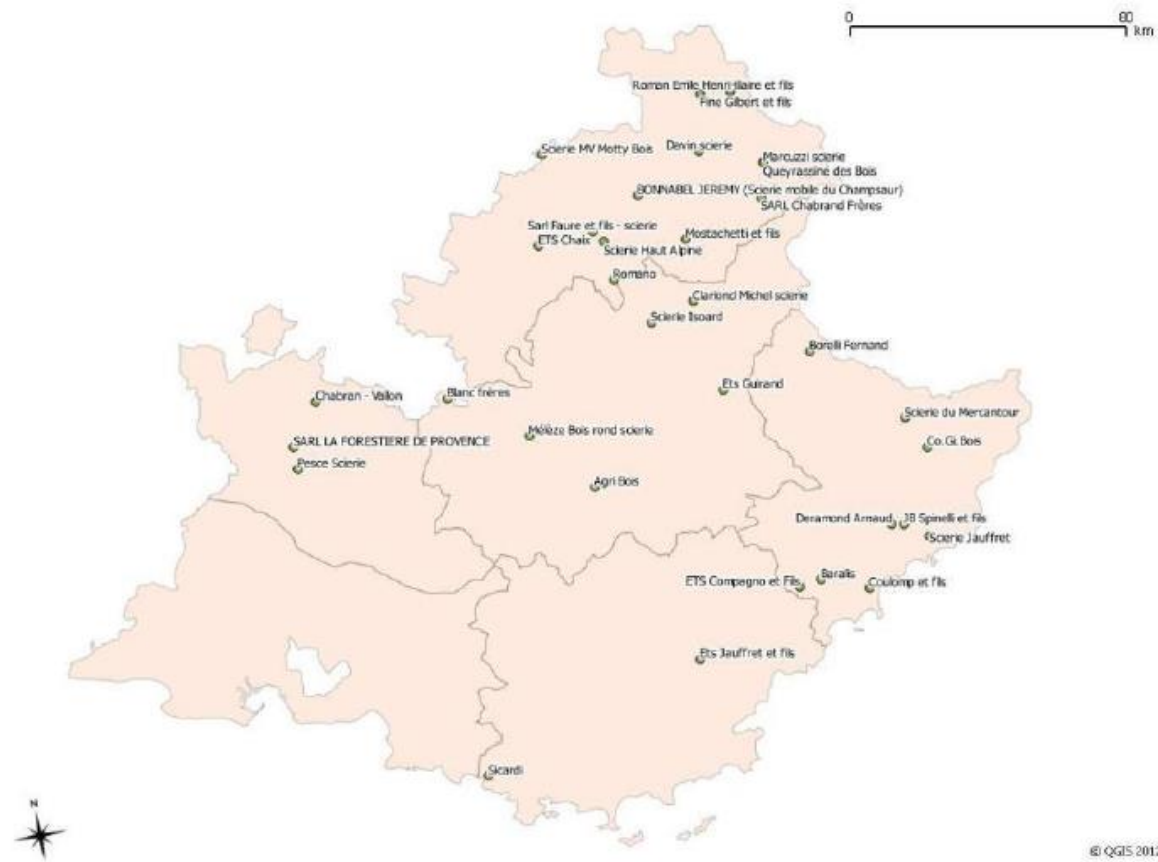 0 80
km
Roman Emile Henri Hilaire et fils
Fine Gibert et fils
Scierie MV Motty Bois
Devin scierie
Marcuzzi scierie
Queyrassine des Bois
BONNABEL JEREMY (Scierie mobile du Champsaur)
SARL Chabrand Frères
Sarl Faure et fils - scierie
ETS Chaix
Scierie Haut Alpine
Mostachetti et fils
Romano
Clariond Michel scierie
Scierie Isoard
Borelli Fernand
Ets Guirand
Chabran - Vallon
Blanc frères
Scierie du Mercantour
Mélèze Bois rond scierie
SARL LA FORESTIERE DE PROVENCE
Co.Gi.Bois
Pesce Scierie
Agri Bois
Deramond Arnaud
JB Spinelli et fils
Scierie Jauffret
ETS Compagno et Fils
Baralis
Coulomp et fils
Ets Jauffret et fils
Sicardi
N
© QGIS 2012